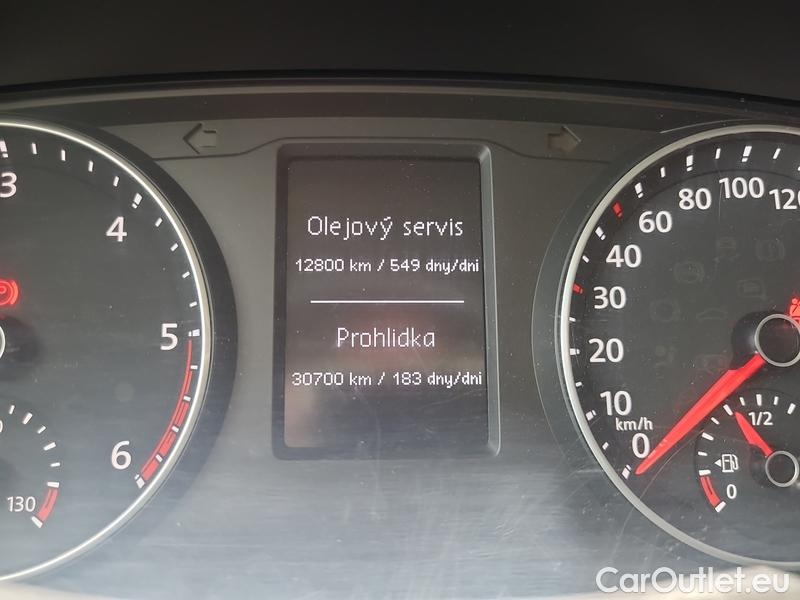 Olejový servis
12800 km / 549 dny/dni
Prohlidka
30700 km / 183 dny/dni
3
4
5
6
130
0
10
20
30
40
60
80
100
km/h
1/2
0
CarOutlet.eu